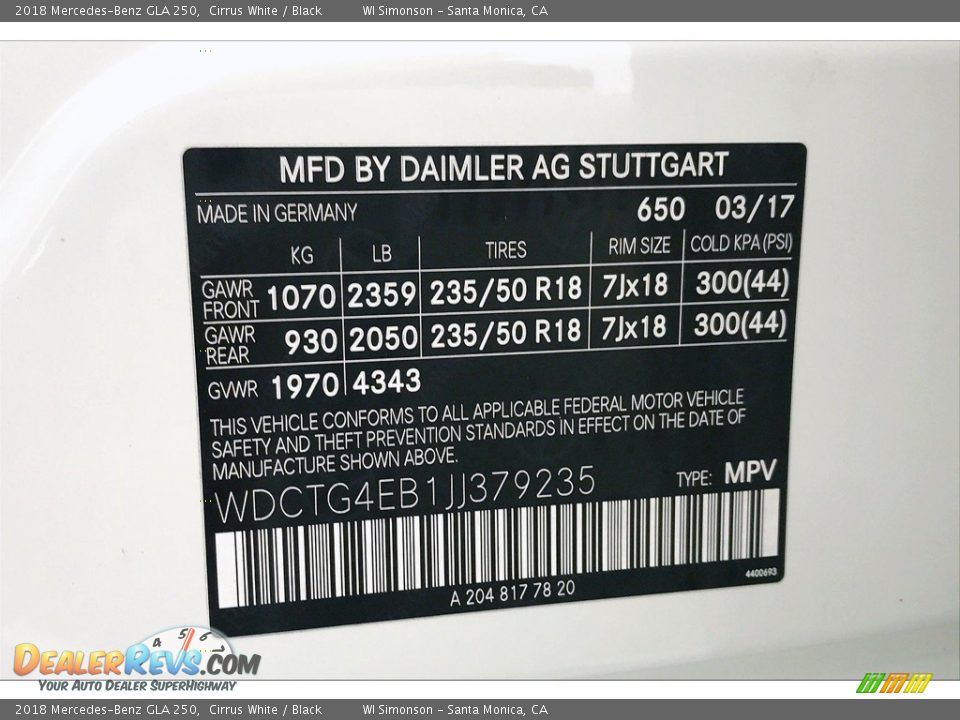 2018 Mercedes-Benz GLA 250, Cirrus White / Black WI Simonson - Santa Monica, CA
MFD BY DAIMLER AG STUTTGART
MADE IN GERMANY 650 03/17
KG LB TIRES RIM SIZE COLD KPA (PSI)
GAWR FRONT 1070 2359 235/50 R18 7Jx18 300(44)
GAWR REAR 930 2050 235/50 R18 7Jx18 300(44)
GVWR 1970 4343
THIS VEHICLE CONFORMS TO ALL APPLICABLE FEDERAL MOTOR VEHICLE
SAFETY AND THEFT PREVENTION STANDARDS IN EFFECT ON THE DATE OF
MANUFACTURE SHOWN ABOVE.
WDCTG4EB1JJ379235 TYPE: MPV
4400693
A 204 817 78 20
4 5 6 7
DEALERREVS.COM
YOUR AUTO DEALER SUPERHIGHWAY
2018 Mercedes-Benz GLA 250, Cirrus White / Black WI Simonson - Santa Monica, CA